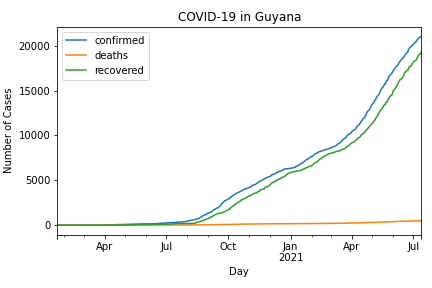 COVID-19 in Guyana
confirmed
deaths
recovered
Number of Cases
20000
15000
10000
5000
0
Apr
Jul
Oct
Jan
2021
Apr
Jul
Day